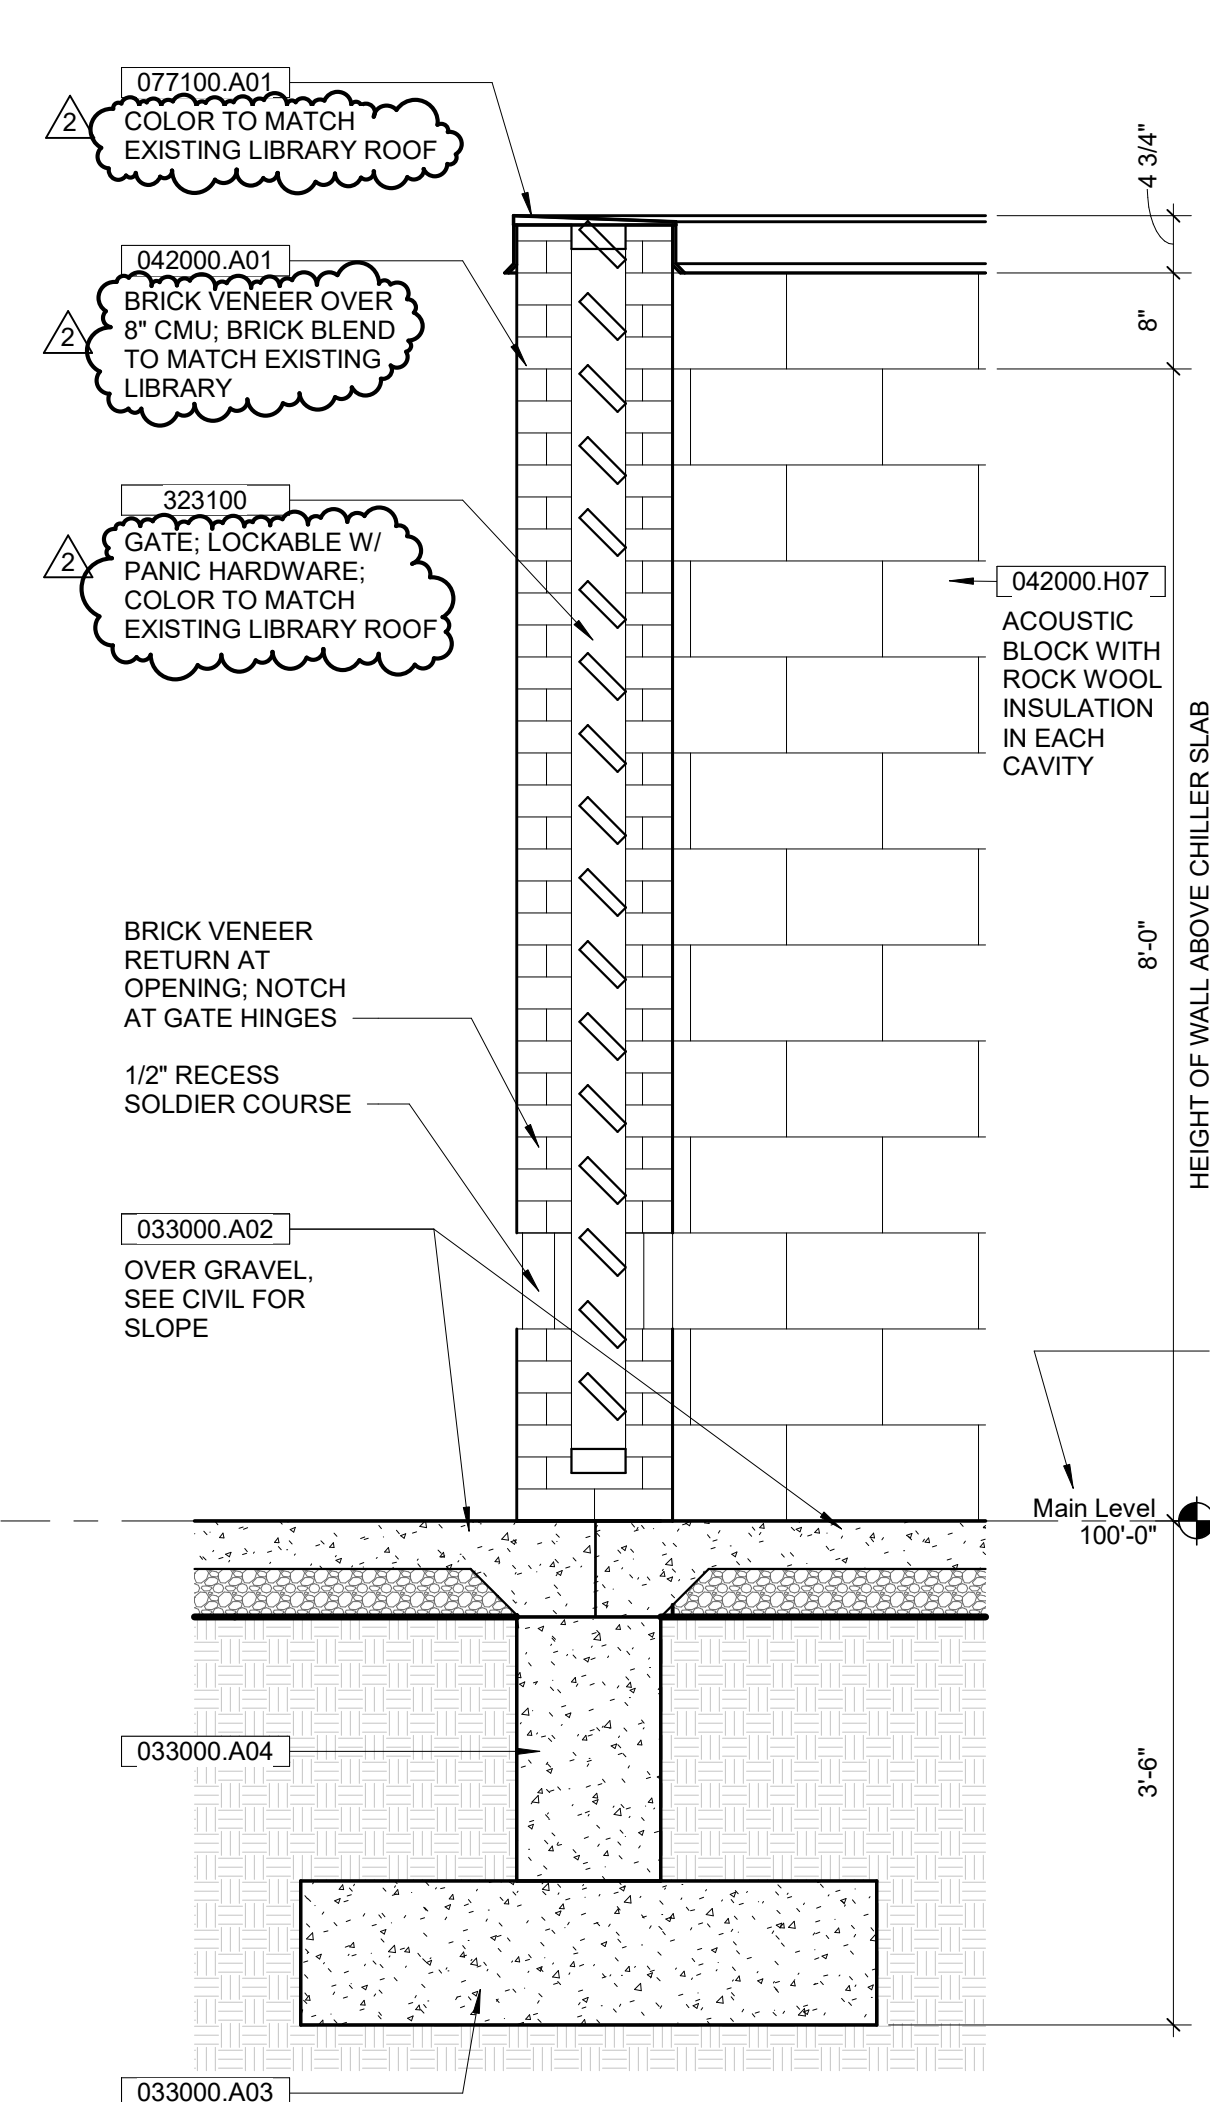 077100.A01
2
COLOR TO MATCH
EXISTING LIBRARY ROOF
042000.A01
2
BRICK VENEER OVER
8" CMU; BRICK BLEND
TO MATCH EXISTING
LIBRARY
323100
2
GATE; LOCKABLE W/
PANIC HARDWARE;
COLOR TO MATCH
EXISTING LIBRARY ROOF
BRICK VENEER
RETURN AT
OPENING; NOTCH
AT GATE HINGES
1/2" RECESS
SOLDIER COURSE
033000.A02
OVER GRAVEL,
SEE CIVIL FOR
SLOPE
033000.A04
033000.A03
4 3/4"
8"
042000.H07
ACOUSTIC
BLOCK WITH
ROCK WOOL
INSULATION
IN EACH
CAVITY
8'-0"
HEIGHT OF WALL ABOVE CHILLER SLAB
Main Level
100'-0"
3'-6"